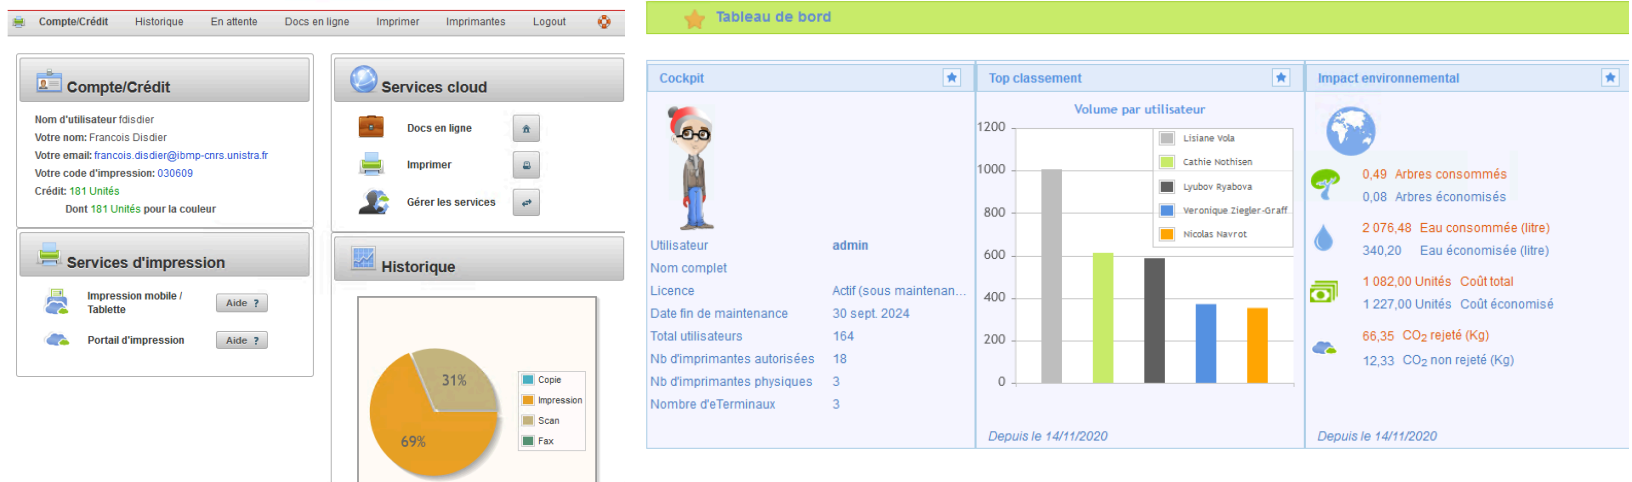 Compte/Crédit Historique En attente Docs en ligne Imprimer Imprimantes Logout
Compte/Crédit
Nom d'utilisateur fdisdier
Votre nom: Francois Disdier
Votre email: francois.disdier@ibmp-cnrs.unistra.fr
Votre code d'impression: 030609
Crédit: 181 Unités
Dont 181 Unités pour la couleur
Services d'impression
Impression mobile /
Tablette
Aide ?
Portail d'impression
Aide ?
Services cloud
Docs en ligne
Imprimer
Gérer les services
Historique
31%
69%
Copie
Impression
Scan
Fax
Tableau de bord
Cockpit
Utilisateur admin
Nom complet
Licence Actif (sous maintenan...
Date fin de maintenance 30 sept. 2024
Total utilisateurs 164
Nb d'imprimantes autorisées 18
Nb d'imprimantes physiques 3
Nombre d'eTerminaux 3
Top classement
Volume par utilisateur
1200
1000
800
600
400
200
0
Lisiane Vola
Cathie Nothisen
Lyubov Ryabova
Veronique Ziegler-Graff
Nicolas Navrot
Depuis le 14/11/2020
Impact environnemental
0,49 Arbres consommés
0,08 Arbres économisés
2 076,48 Eau consommée (litre)
340,20 Eau économisée (litre)
1 082,00 Unités Coût total
1 227,00 Unités Coût économisé
66,35 CO2 rejeté (Kg)
12,33 CO2 non rejeté (Kg)
Depuis le 14/11/2020